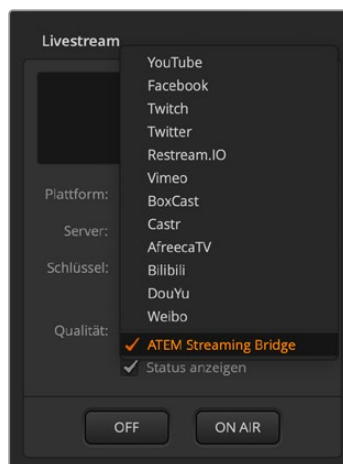 Livestream
YouTube
Facebook
Twitch
Twitter
Restream.IO
Vimeo
BoxCast
Castr
AfreecaTV
Bilibili
DouYu
Weibo
ATEM Streaming Bridge
Plattform:
Server:
Schlüssel:
Qualität:
Status anzeigen
OFF
ON AIR